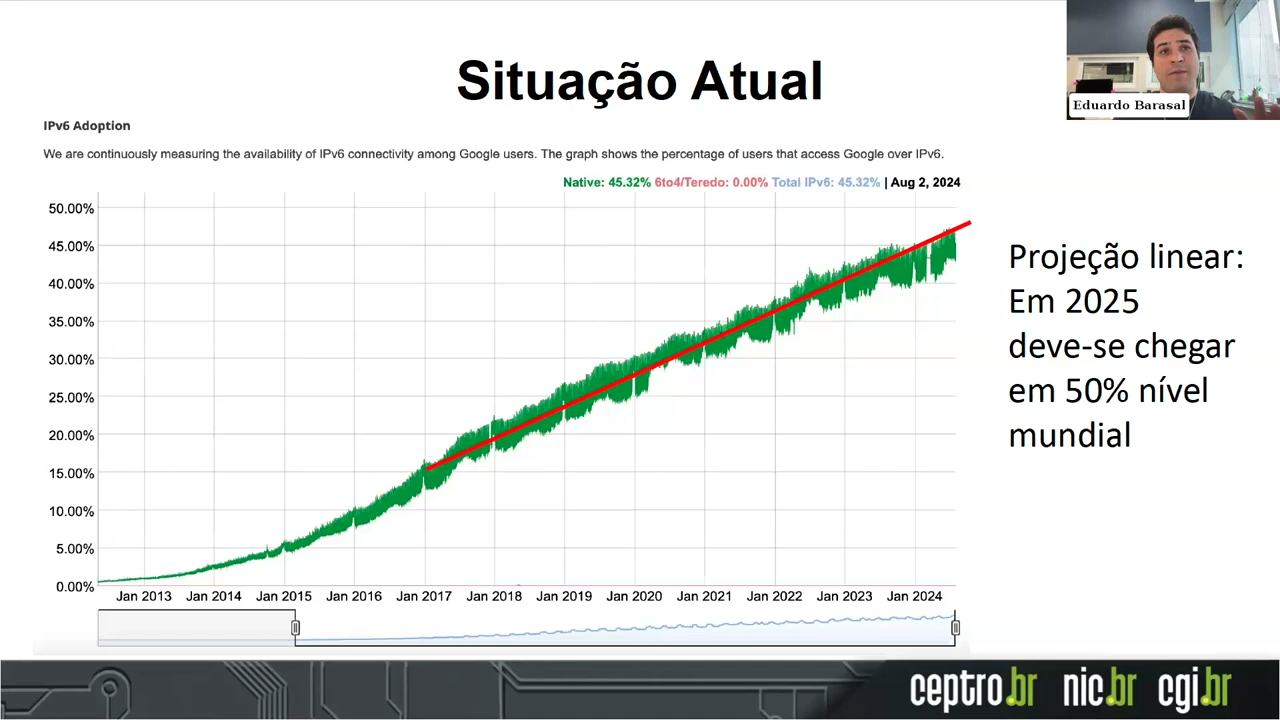 Situação Atual
Eduardo Barasal
IPv6 Adoption
We are continuously measuring the availability of IPv6 connectivity among Google users. The graph shows the percentage of users that access Google over IPv6.
Native: 45.32% 6to4/Teredo: 0.00% Total IPv6: 45.32% | Aug 2, 2024
50.00%
45.00%
40.00%
35.00%
30.00%
25.00%
20.00%
15.00%
10.00%
5.00%
0.00%
Jan 2013 Jan 2014 Jan 2015 Jan 2016 Jan 2017 Jan 2018 Jan 2019 Jan 2020 Jan 2021 Jan 2022 Jan 2023 Jan 2024
Projeção linear:
Em 2025
deve-se chegar
em 50% nível
mundial
ceptro.br nic.br cgi.br